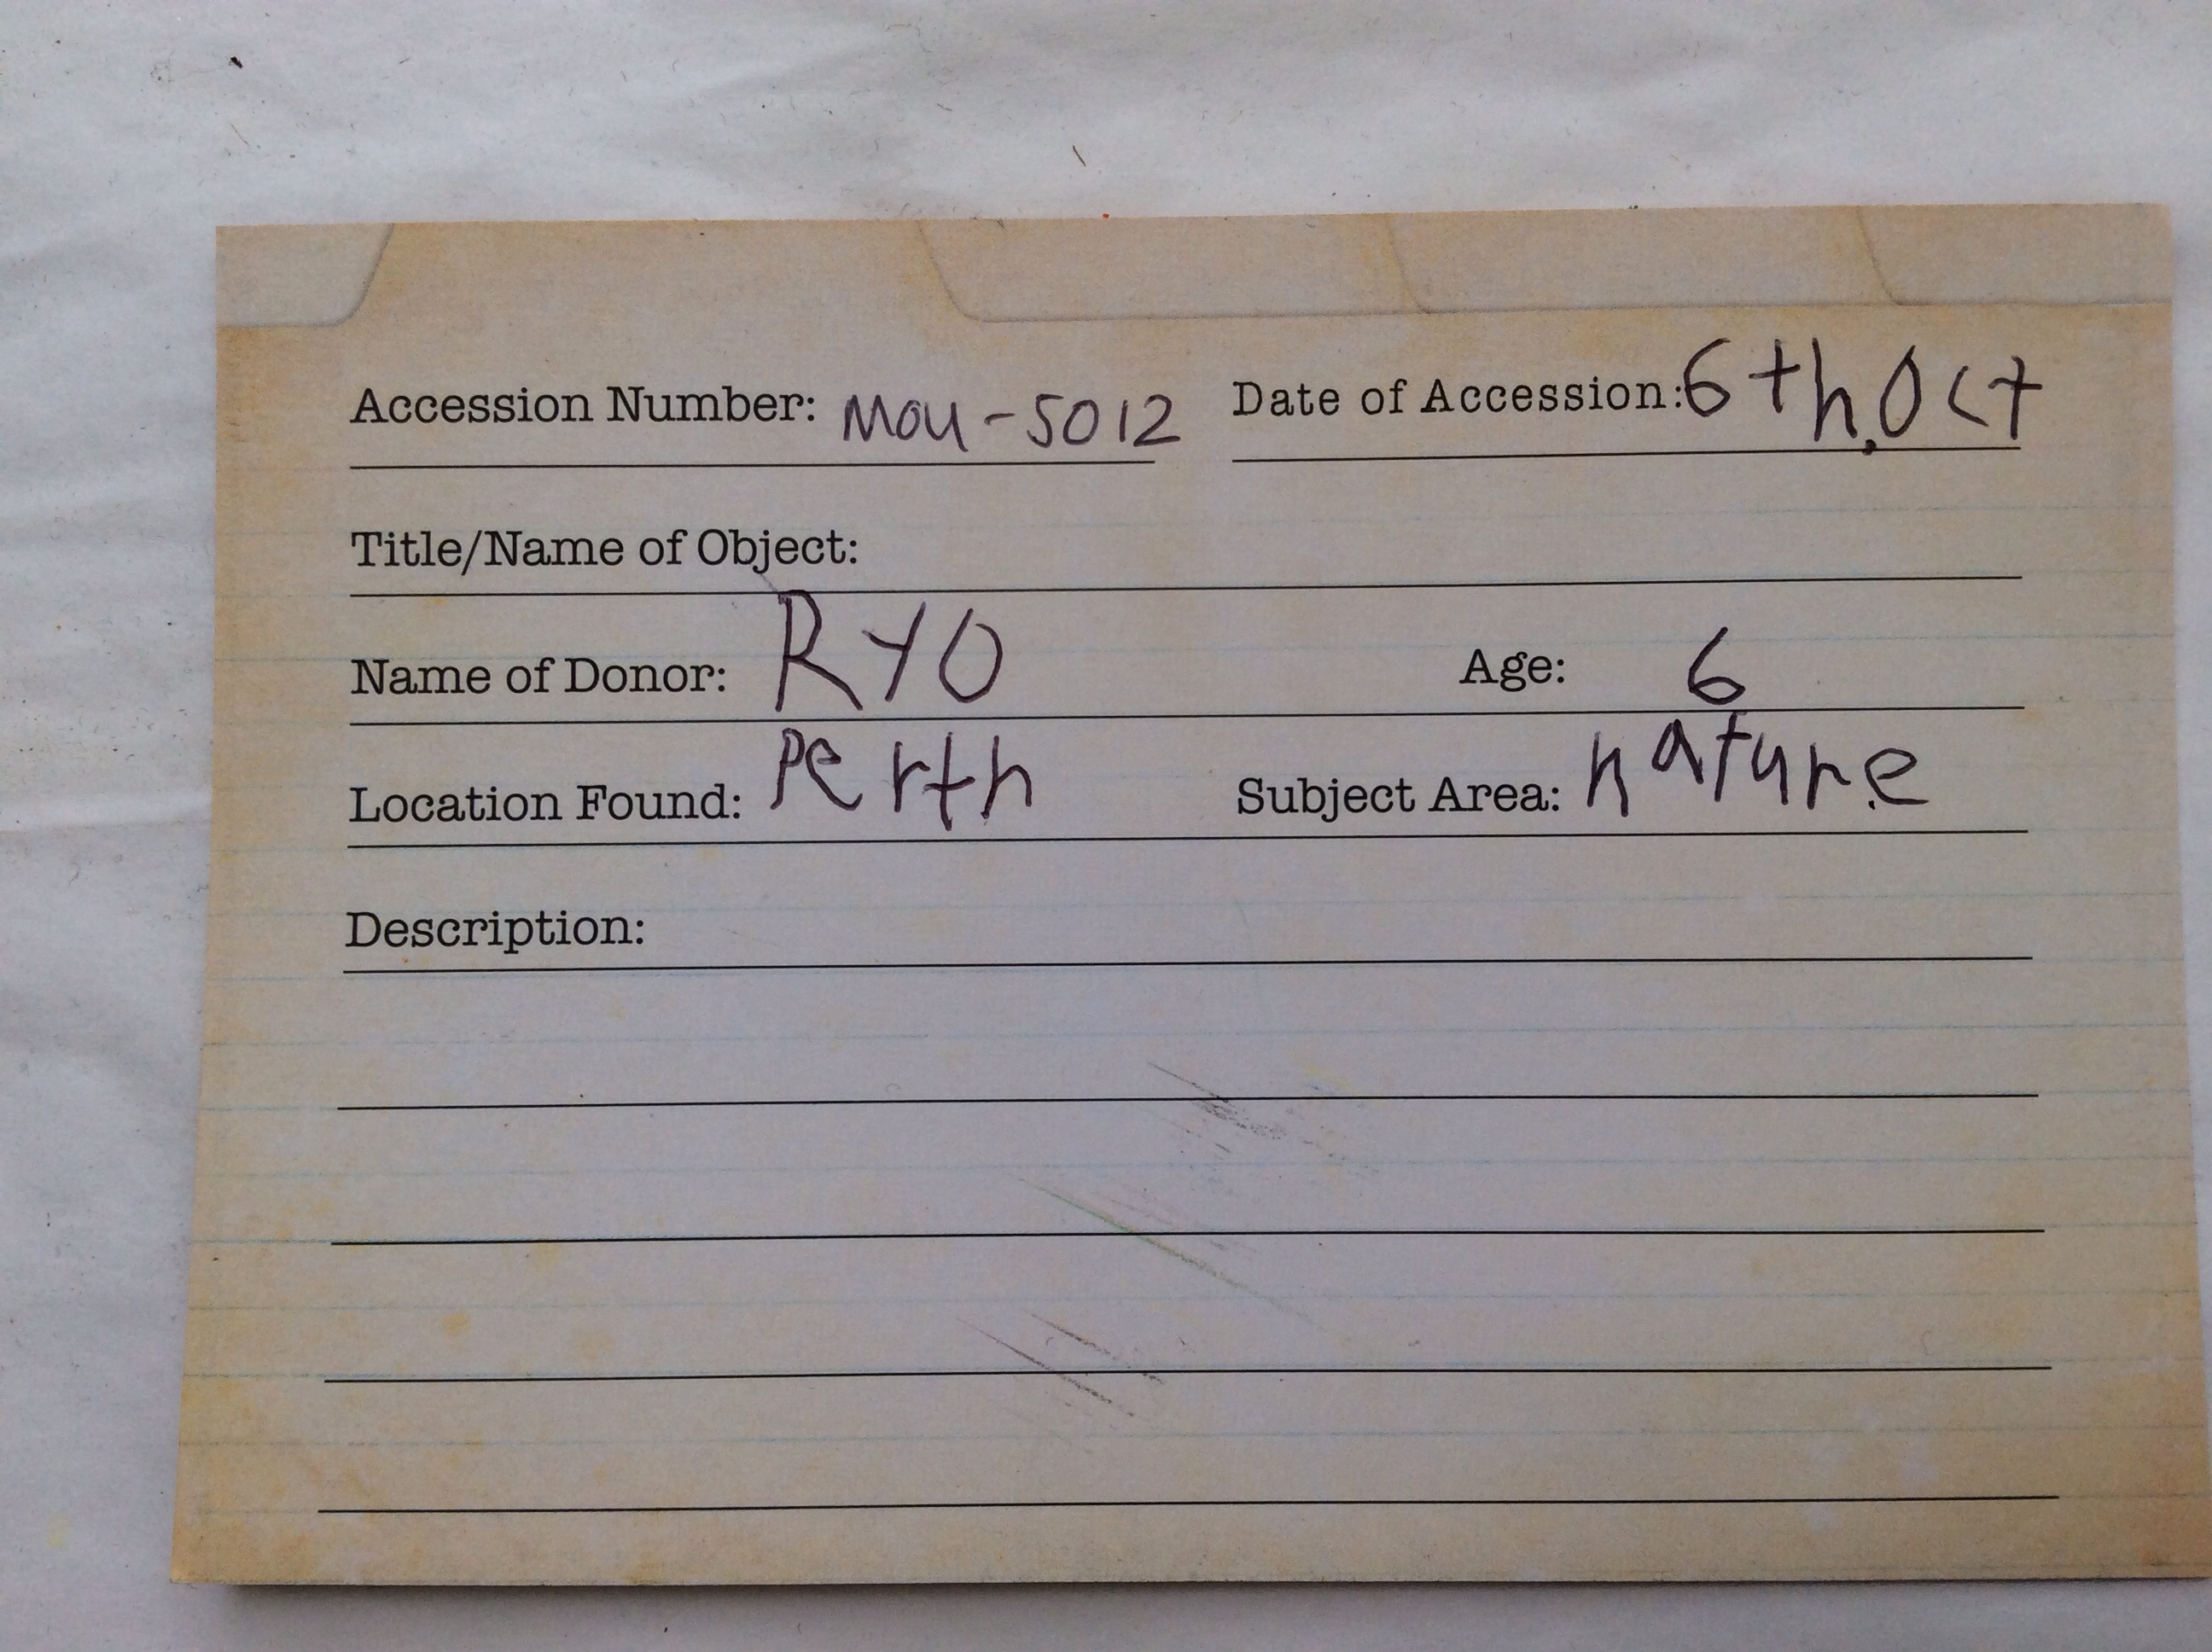 Accession Number: Mou-5012 Date of Accession: 6th, Oct
Title/Name of Object:
Name of Donor: RYO Age: 6
Location Found: Perth Subject Area: nature
Description: